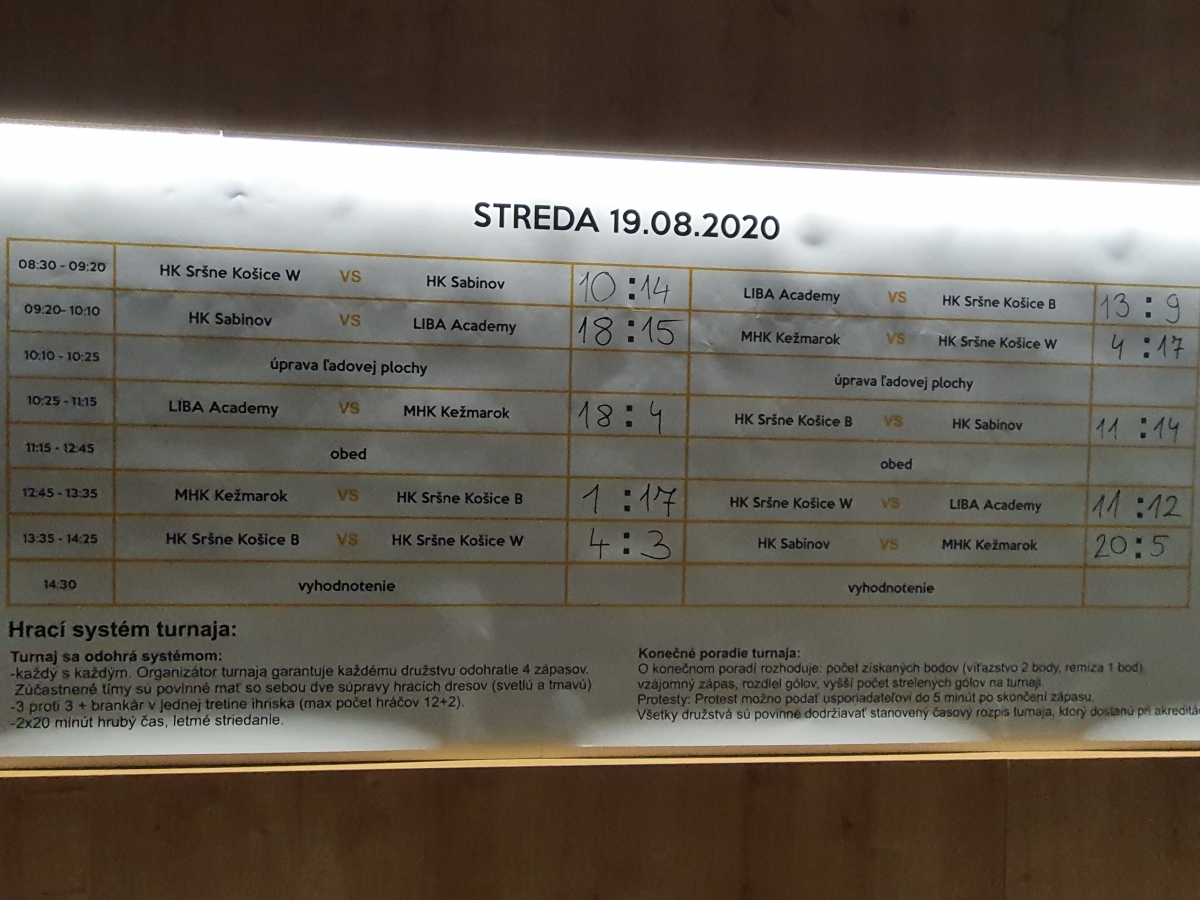 STREDA 19.08.2020
08:30 - 09:20 HK Sršne Košice W VS HK Sabinov 10:14 LIBA Academy VS HK Sršne Košice B 13:9
09:20- 10:10 HK Sabinov VS LIBA Academy 18:15 MHK Kežmarok VS HK Sršne Košice W 4:17
10:10 - 10:25 úprava ľadovej plochy úprava ľadovej plochy
10:25 - 11:15 LIBA Academy VS MHK Kežmarok 18:4 HK Sršne Košice B VS HK Sabinov 11:14
11:15 - 12:45 obed obed
12:45 - 13:35 MHK Kežmarok VS HK Sršne Košice B 1:17 HK Sršne Košice W VS LIBA Academy 11:12
13:35 - 14:25 HK Sršne Košice B VS HK Sršne Košice W 4:3 HK Sabinov VS MHK Kežmarok 20:5
14:30 vyhodnotenie vyhodnotenie
Hrací systém turnaja:
Turnaj sa odohrá systémom:
-každý s každým. Organizátor turnaja garantuje každému družstvu odohratie 4 zápasov.
Zúčastnené tímy sú povinné mať so sebou dve súpravy hracích dresov (svetlú a tmavú)
-3 proti 3 + brankár v jednej tretine ihriska (max počet hráčov 12+2).
-2x20 minút hrubý čas, letmé striedanie.
Konečné poradie turnaja:
O konečnom poradí rozhoduje: počet získaných bodov (víťazstvo 2 body, remíza 1 bod)
vzájomný zápas, rozdiel gólov, vyšší počet strelených gólov na turnaji.
Protesty: Protest možno podať usporiadateľovi do 5 minút po skončení zápasu.
Všetky družstvá sú povinné dodržiavať stanovený časový rozpis turnaja, ktorý dostanú pri akreditá